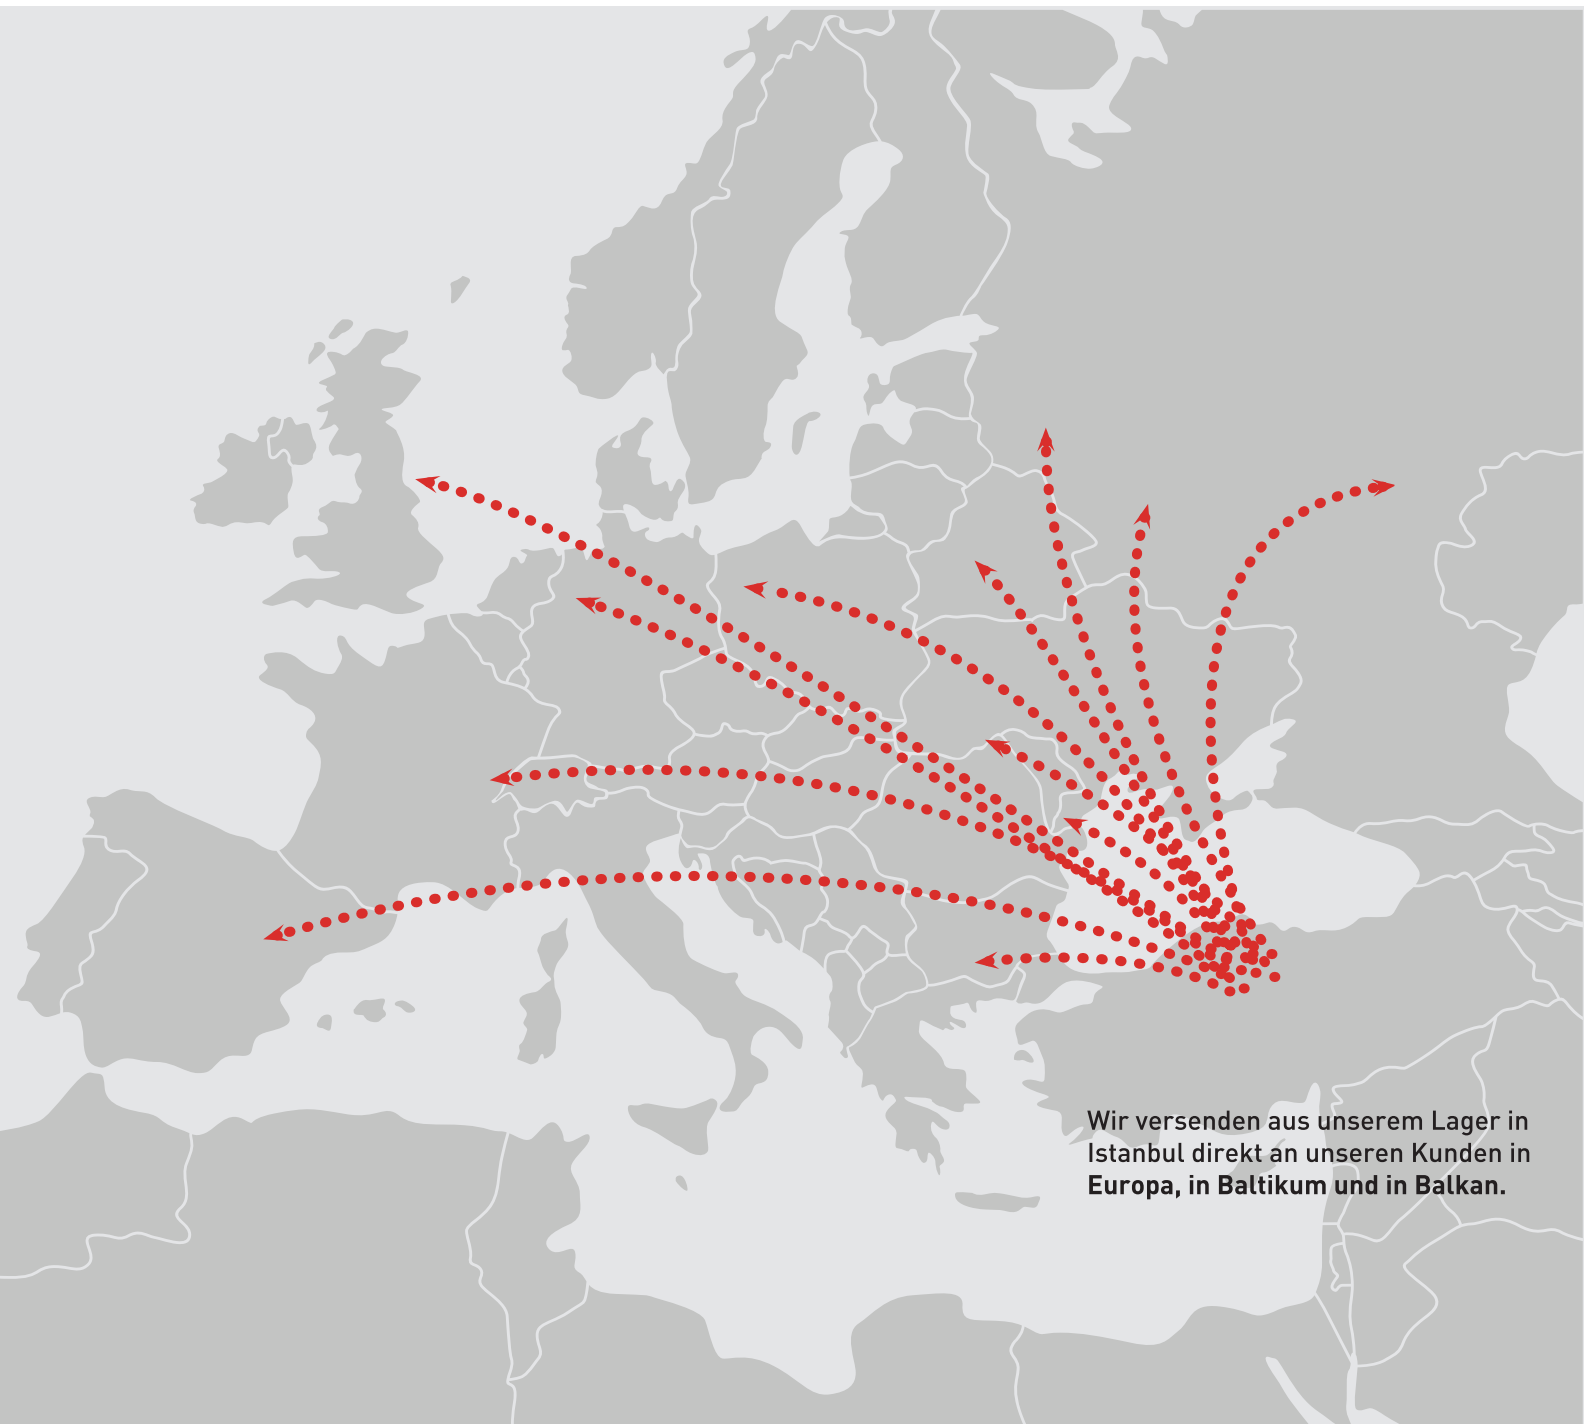 Wir versenden aus unserem Lager in
Istanbul direkt an unseren Kunden in
Europa, in Baltikum und in Balkan.